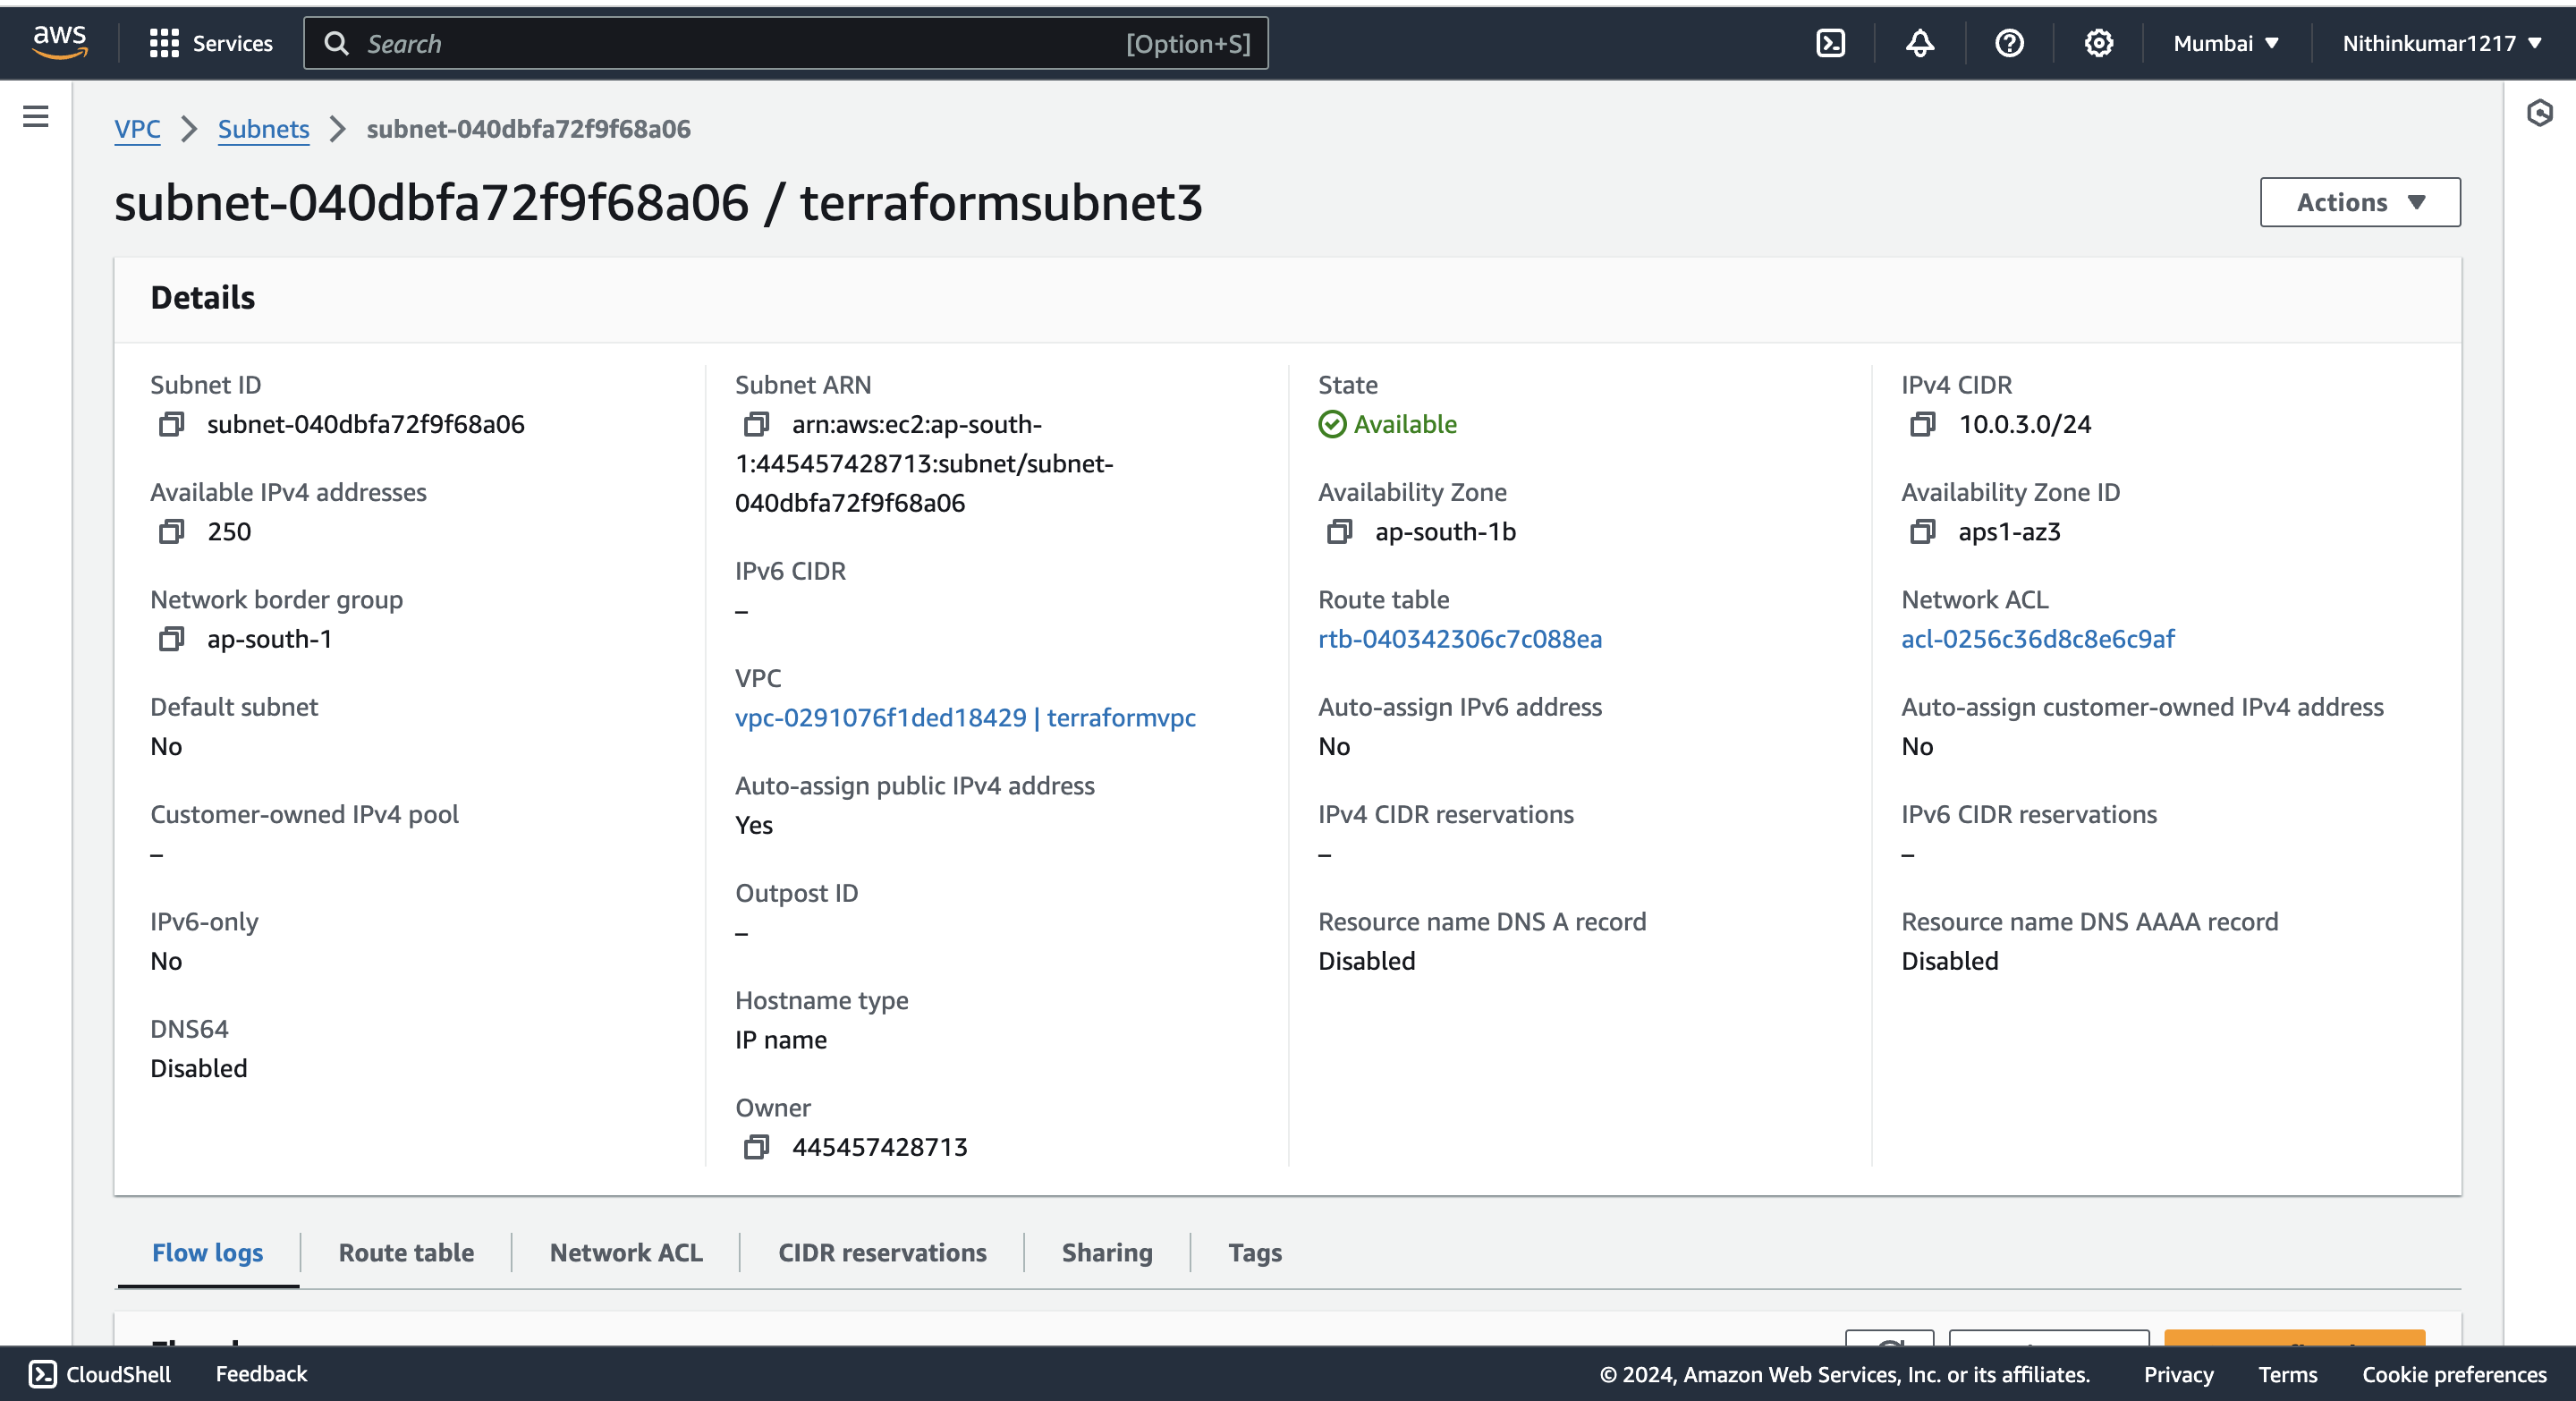 aws
Services
Search
[Option+S]
Mumbai
Nithinkumar1217
VPC
Subnets
subnet-040dbfa72f9f68a06
subnet-040dbfa72f9f68a06 / terraformsubnet3
Actions
Details
Subnet ID
subnet-040dbfa72f9f68a06
Available IPv4 addresses
250
Network border group
ap-south-1
Default subnet
No
Customer-owned IPv4 pool
–
IPv6-only
No
DNS64
Disabled
Subnet ARN
arn:aws:ec2:ap-south-
1:445457428713:subnet/subnet-
040dbfa72f9f68a06
IPv6 CIDR
–
VPC
vpc-0291076f1ded18429 | terraformvpc
Auto-assign public IPv4 address
Yes
Outpost ID
–
Hostname type
IP name
Owner
445457428713
State
Available
Availability Zone
ap-south-1b
Route table
rtb-040342306c7c088ea
Auto-assign IPv6 address
No
IPv4 CIDR reservations
–
Resource name DNS A record
Disabled
IPv4 CIDR
10.0.3.0/24
Availability Zone ID
aps1-az3
Network ACL
acl-0256c36d8c8e6c9af
Auto-assign customer-owned IPv4 address
No
IPv6 CIDR reservations
–
Resource name DNS AAAA record
Disabled
Flow logs
Route table
Network ACL
CIDR reservations
Sharing
Tags
CloudShell
Feedback
© 2024, Amazon Web Services, Inc. or its affiliates.
Privacy
Terms
Cookie preferences